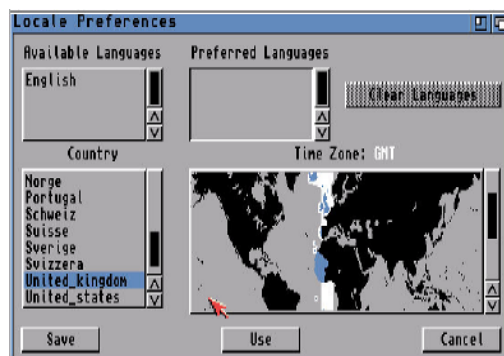 Locale Preferences
Available Languages
Preferred Languages
English
Clear Languages
Country
Time Zone: GMT
Norge
Portugal
Schweiz
Suisse
Sverige
Svizzera
United_kingdom
United_states
Save
Use
Cancel